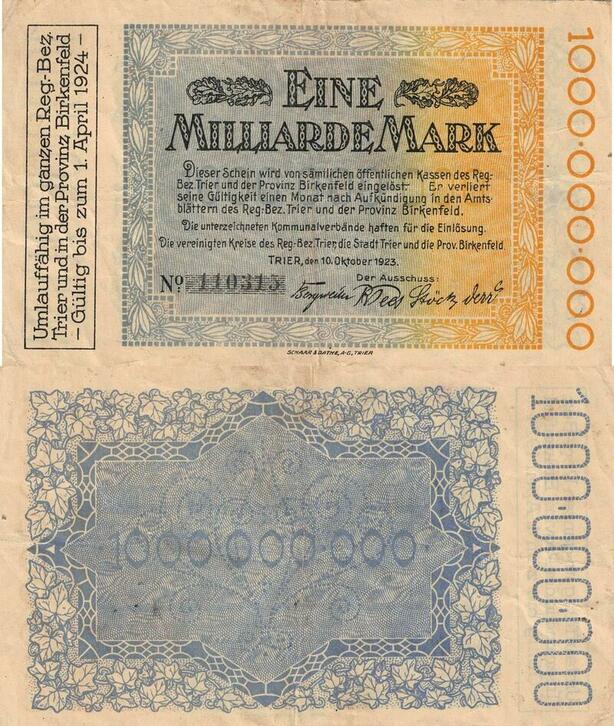 Umlauffähig im ganzen Reg.-Bez.
Trier und in der Provinz Birkenfeld
– Gültig bis zum 1. April 1924 –
EINE
MILLIARDE MARK
Dieser Schein wird von sämtlichen öffentlichen Kassen des Reg-
Bez Trier und der Provinz Birkenfeld eingelöst. Er verliert
seine Gültigkeit einen Monat nach Aufkündigung in den Amts-
blättern des Reg-Bez. Trier und der Provinz Birkenfeld.
Die unterzeichneten Kommunalverbände haften für die Einlösung.
Die vereinigten Kreise des Reg-Bez. Trier, die Stadt Trier und die Prov. Birkenfeld
TRIER, den 10. Oktober 1923.
Der Ausschuss:
No 110315
1000·000·000
SCHAAR & DATHE, A-G, TRIER
1000·000·000
1000·000·000